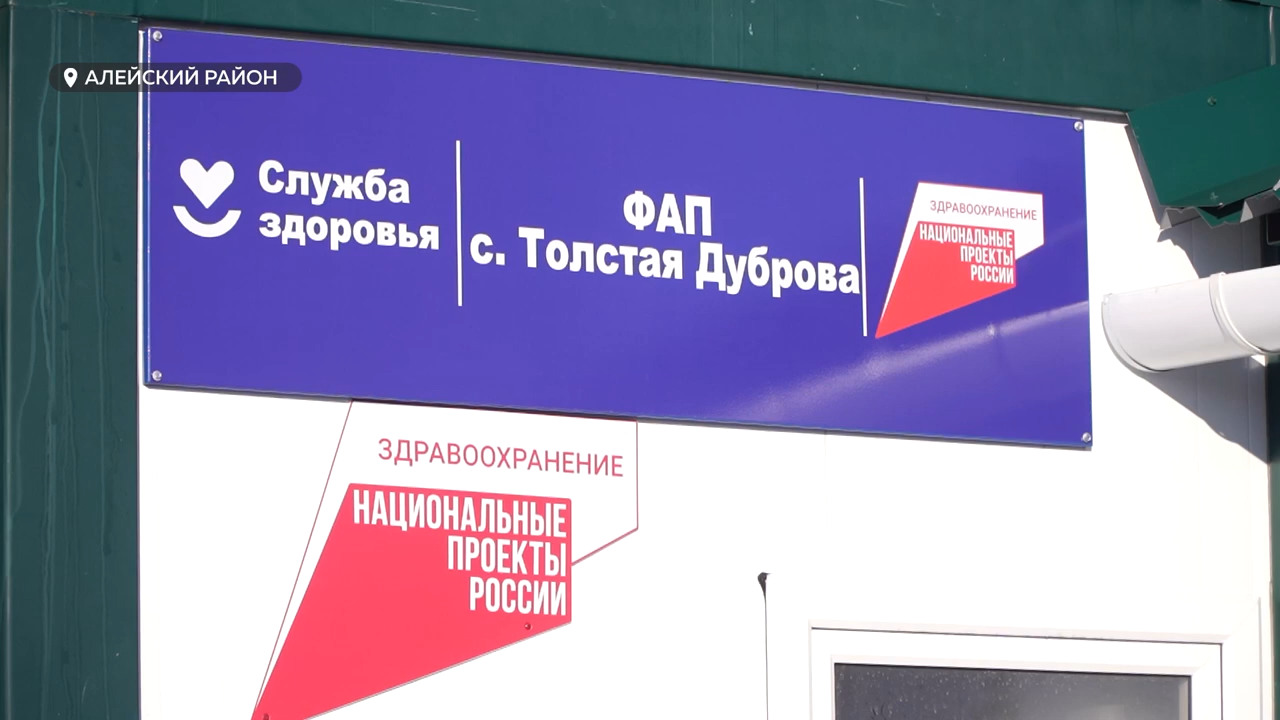 АЛЕЙСКИЙ РАЙОН
Служба
здоровья
ФАП
с. Толстая Дуброва
ЗДРАВООХРАНЕНИЕ
НАЦИОНАЛЬНЫЕ
ПРОЕКТЫ
РОССИИ
ЗДРАВООХРАНЕНИЕ
НАЦИОНАЛЬНЫЕ
ПРОЕКТЫ
РОССИИ